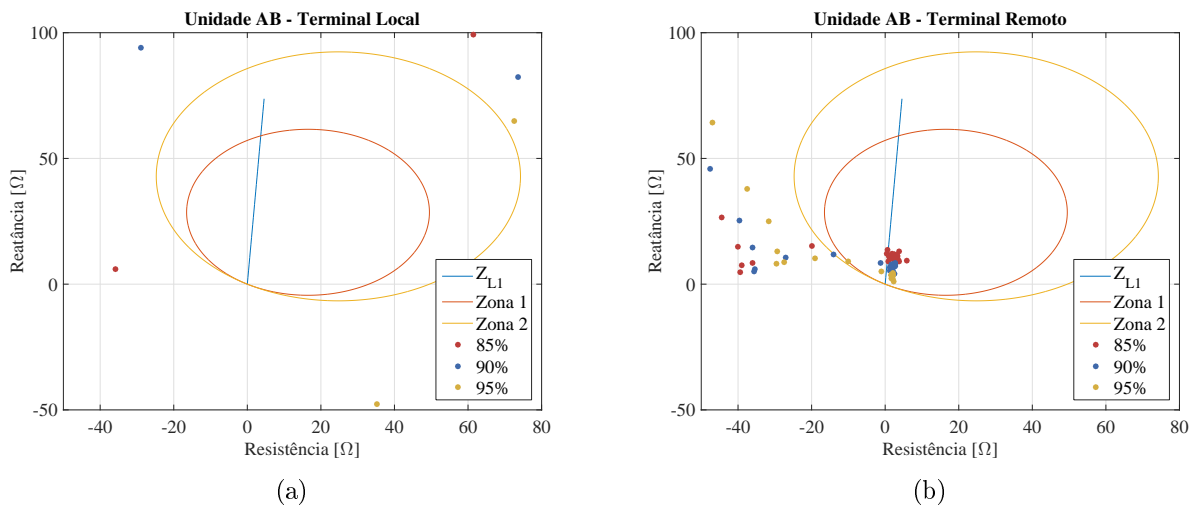 Unidade AB - Terminal Local
100
50
0
-50
-40
-20
0
20
40
60
80
Reatância [Ω]
Resistência [Ω]
Z_L1
Zona 1
Zona 2
85%
90%
95%
(a)
Unidade AB - Terminal Remoto
100
50
0
-50
-40
-20
0
20
40
60
80
Reatância [Ω]
Resistência [Ω]
Z_L1
Zona 1
Zona 2
85%
90%
95%
(b)